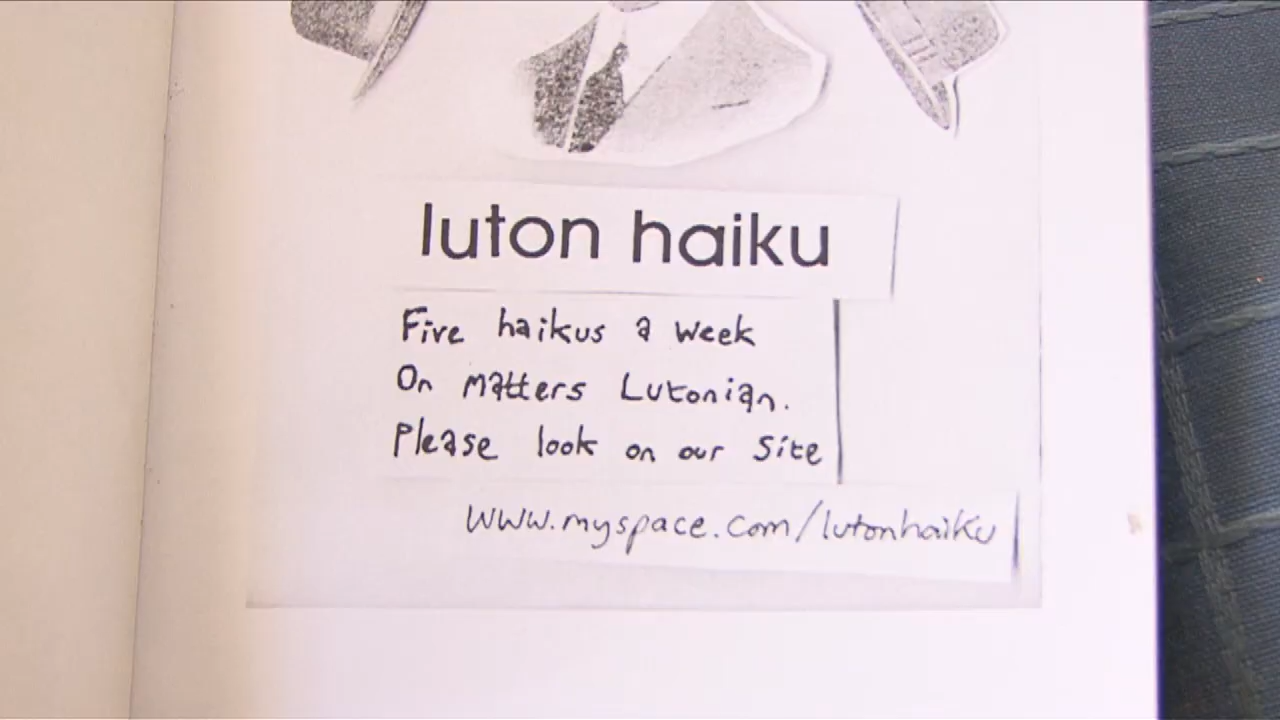 luton haiku
Five haikus a week
On matters Lutonian.
Please look on our site
www.myspace.com/lutonhaiku